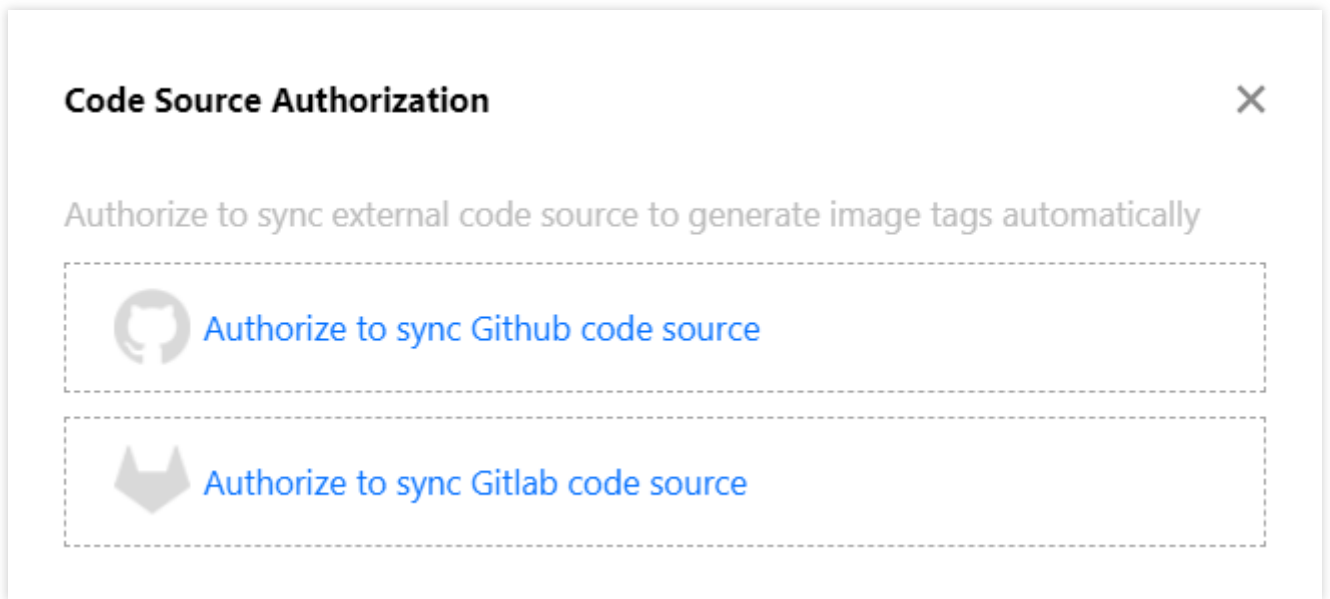 Code Source Authorization
Authorize to sync external code source to generate image tags automatically
Authorize to sync Github code source
Authorize to sync Gitlab code source